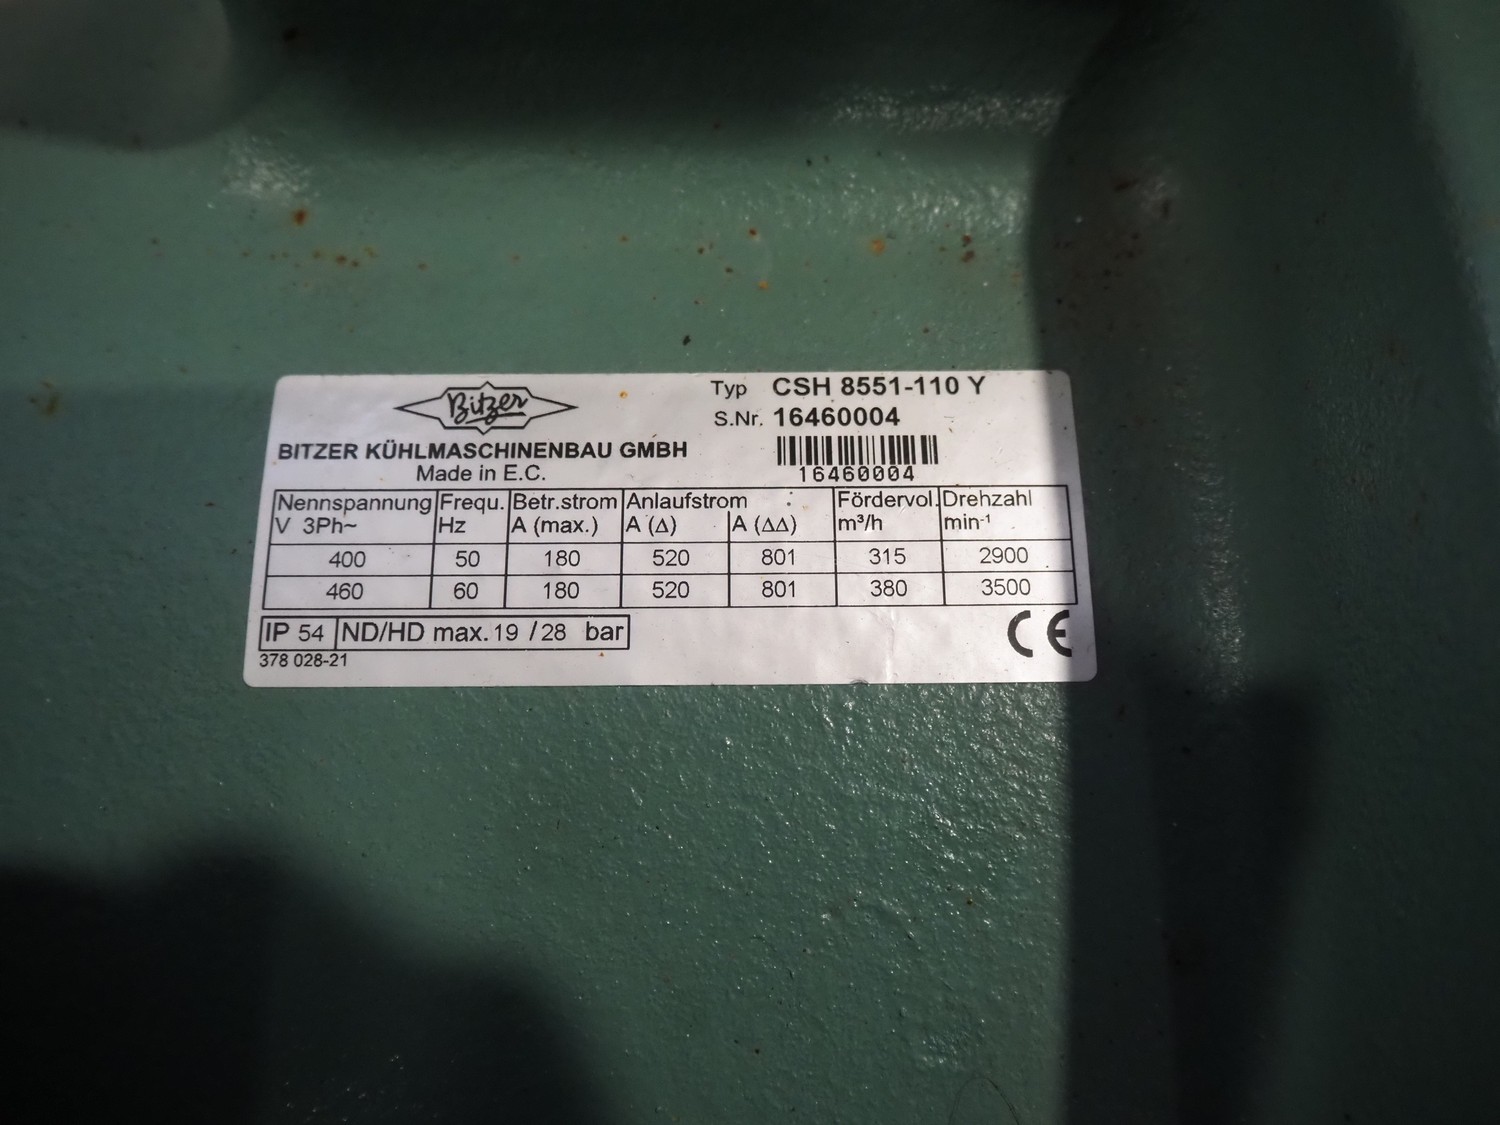 Bitzer
BITZER KÜHLMASCHINENBAU GMBH
Made in E.C.
Typ CSH 8551-110 Y
S.Nr. 16460004
16460004
Nennspannung V 3Ph~ Frequ. Hz Betr.strom A (max.) Anlaufstrom A (Δ) A (ΔΔ) Fördervol. m³/h Drehzahl min-¹
400 50 180 520 801 315 2900
460 60 180 520 801 380 3500
IP 54 ND/HD max. 19 / 28 bar
378 028-21
CE